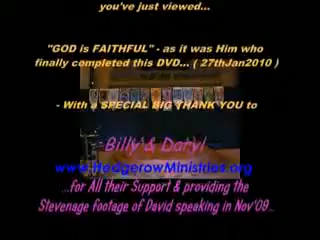 you've just viewed...
"GOD is FAITHFUL" - as it was Him who
finally completed this DVD... ( 27thJan2010 )
- With a SPECIAL BIG THANK YOU to
-Billy & Daryl -
www.HedgerowMinistries.org
...for All their Support & providing the
Stevenage footage of David speaking in Nov'09...